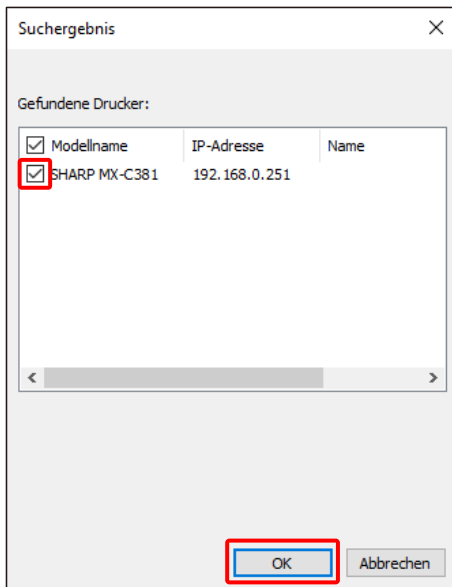 Suchergebnis
Gefundene Drucker:
Modellname IP-Adresse Name
SHARP MX-C381 192.168.0.251
OK Abbrechen